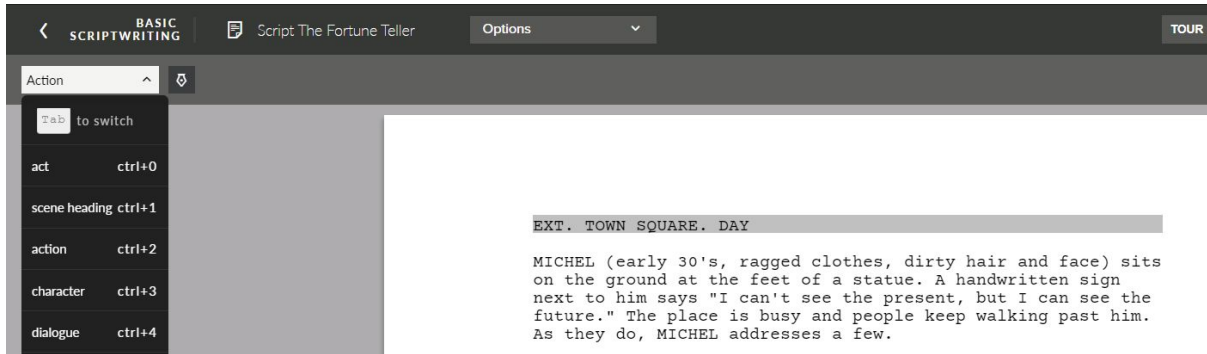 BASIC
SCRIPTWRITING
Script The Fortune Teller
Options
TOUR
Action
Tab to switch
act ctrl+0
scene heading ctrl+1
action ctrl+2
character ctrl+3
dialogue ctrl+4
EXT. TOWN SQUARE. DAY
MICHEL (early 30's, ragged clothes, dirty hair and face) sits
on the ground at the feet of a statue. A handwritten sign
next to him says "I can't see the present, but I can see the
future." The place is busy and people keep walking past him.
As they do, MICHEL addresses a few.